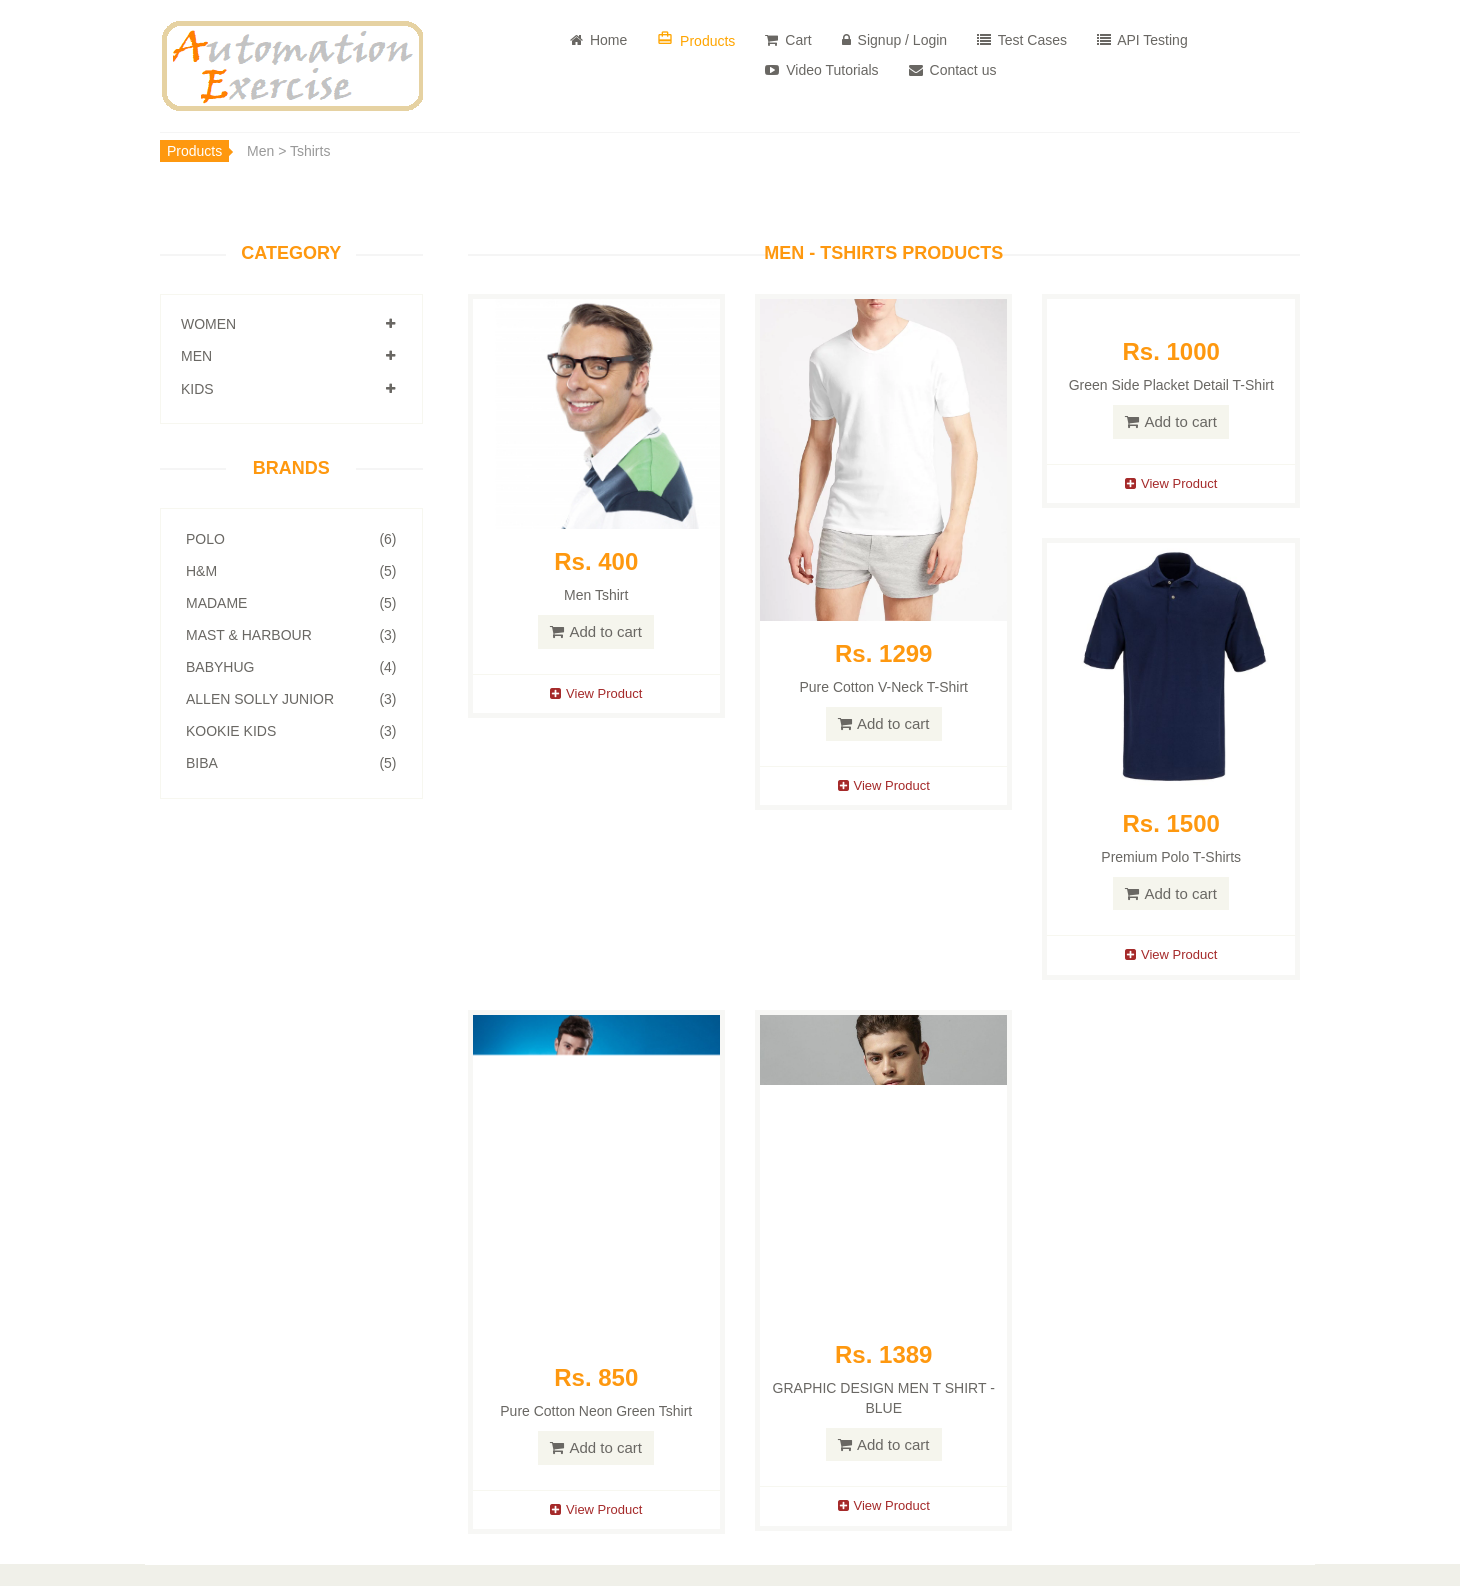 Automation
Exercise
Home
Products
Cart
Signup / Login
Test Cases
API Testing
Video Tutorials
Contact us
Products
Men > Tshirts
CATEGORY
WOMEN
MEN
KIDS
BRANDS
POLO (6)
H&M (5)
MADAME (5)
MAST & HARBOUR (3)
BABYHUG (4)
ALLEN SOLLY JUNIOR (3)
KOOKIE KIDS (3)
BIBA (5)
MEN - TSHIRTS PRODUCTS
Rs. 400
Men Tshirt
Add to cart
View Product
Rs. 1299
Pure Cotton V-Neck T-Shirt
Add to cart
View Product
Rs. 1000
Green Side Placket Detail T-Shirt
Add to cart
View Product
Rs. 1500
Premium Polo T-Shirts
Add to cart
View Product
Rs. 850
Pure Cotton Neon Green Tshirt
Add to cart
View Product
Rs. 1389
GRAPHIC DESIGN MEN T SHIRT -
BLUE
Add to cart
View Product